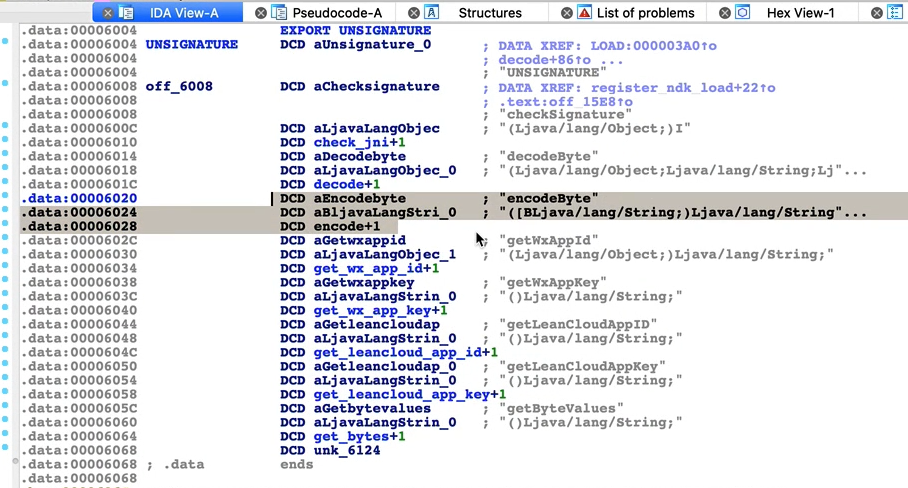 IDA View-A Pseudocode-A Structures List of problems Hex View-1
.data:00006004 EXPORT UNSIGNATURE
.data:00006004 UNSIGNATURE DCD aUnsignature_0 ; DATA XREF: LOAD:000003A0↑o
.data:00006004 ; decode+86↑o ...
.data:00006004 ; "UNSIGNATURE"
.data:00006008 off_6008 DCD aChecksignature ; DATA XREF: register_ndk_load+22↑o
.data:00006008 ; .text:off_15E8↑o
.data:00006008 ; "checkSignature"
.data:0000600C DCD aLjavaLangObjec ; "(Ljava/lang/Object;)I"
.data:00006010 DCD check_jni+1
.data:00006014 DCD aDecodebyte ; "decodeByte"
.data:00006018 DCD aLjavaLangObjec_0 ; "(Ljava/lang/Object;Ljava/lang/String;Lj"...
.data:0000601C DCD decode+1
.data:00006020 DCD aEncodebyte ; "encodeByte"
.data:00006024 DCD aBljavaLangStri_0 ; "([BLjava/lang/String;)Ljava/lang/String"...
.data:00006028 DCD encode+1
.data:0000602C DCD aGetwxappid ; "getWxAppId"
.data:00006030 DCD aLjavaLangObjec_1 ; "(Ljava/lang/Object;)Ljava/lang/String;"
.data:00006034 DCD get_wx_app_id+1
.data:00006038 DCD aGetwxappkey ; "getWxAppKey"
.data:0000603C DCD aLjavaLangStrin_0 ; "()Ljava/lang/String;"
.data:00006040 DCD get_wx_app_key+1
.data:00006044 DCD aGetleancloudap ; "getLeanCloudAppID"
.data:00006048 DCD aLjavaLangStrin_0 ; "()Ljava/lang/String;"
.data:0000604C DCD get_leancloud_app_id+1
.data:00006050 DCD aGetleancloudap_0 ; "getLeanCloudAppKey"
.data:00006054 DCD aLjavaLangStrin_0 ; "()Ljava/lang/String;"
.data:00006058 DCD get_leancloud_app_key+1
.data:0000605C DCD aGetbytevalues ; "getByteValues"
.data:00006060 DCD aLjavaLangStrin_0 ; "()Ljava/lang/String;"
.data:00006064 DCD get_bytes+1
.data:00006068 DCD unk_6124
.data:00006068 ; .data ends
.data:00006068